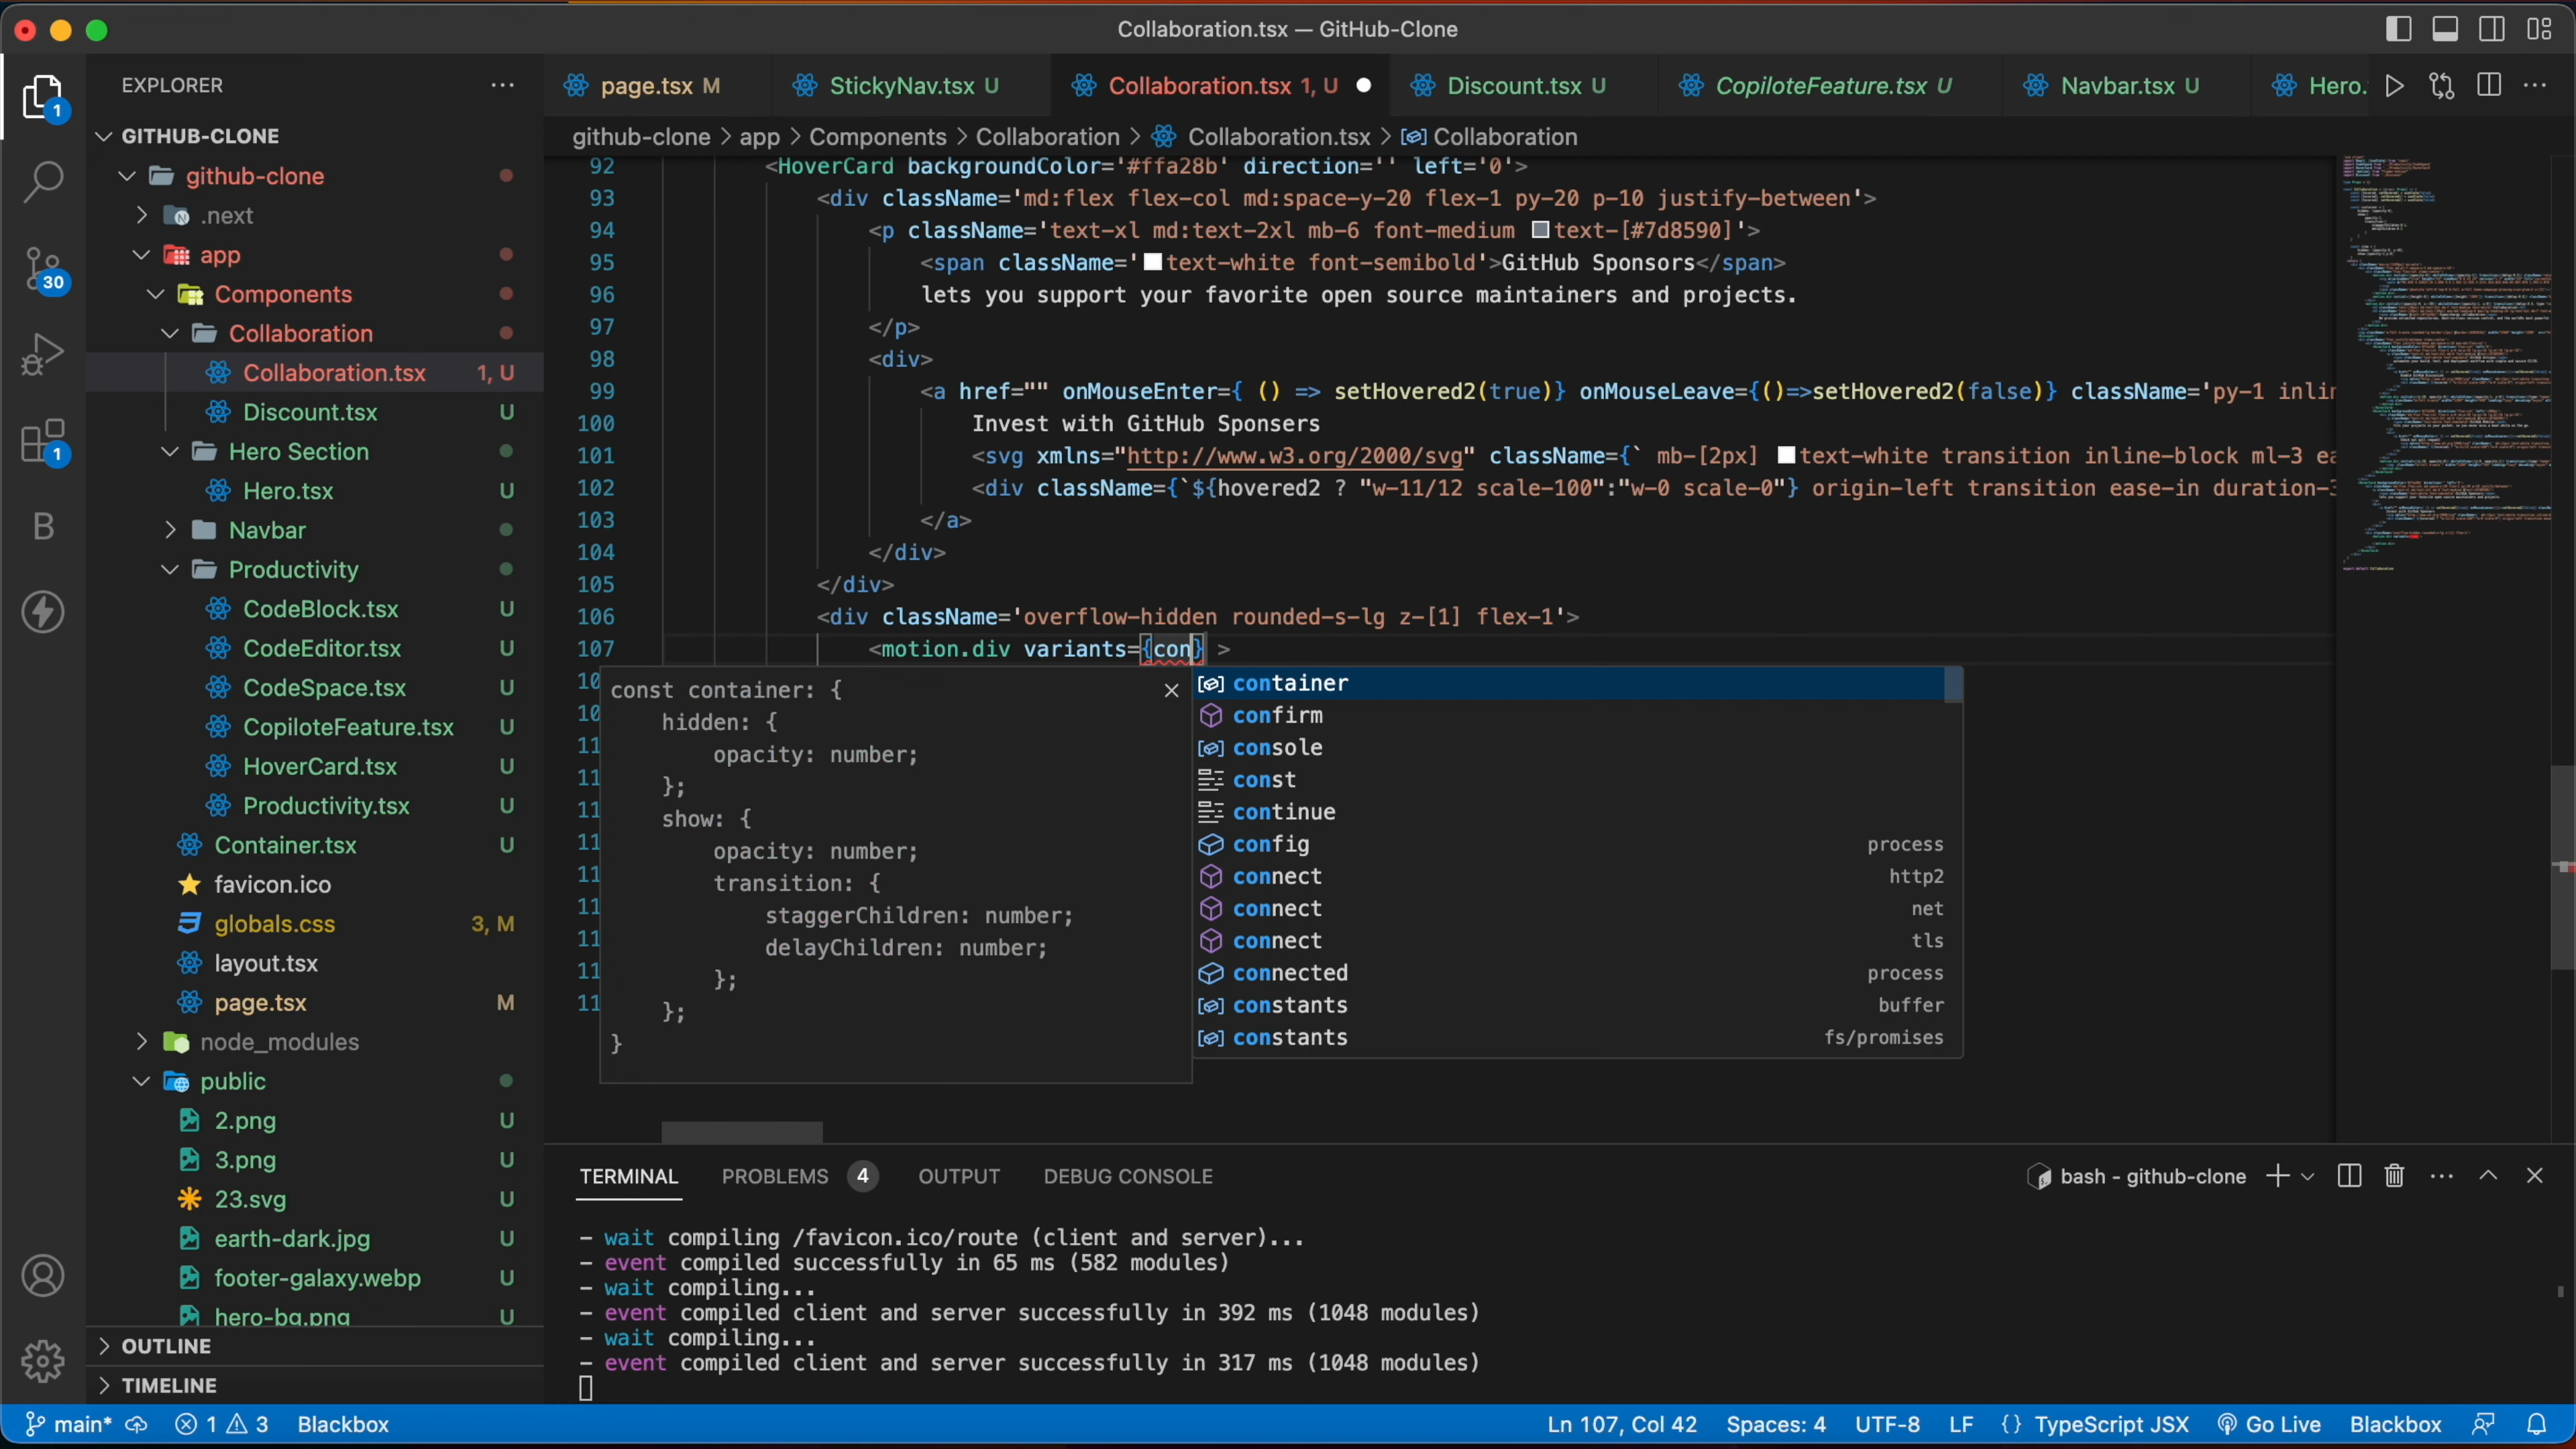 Collaboration.tsx — GitHub-Clone
EXPLORER
page.tsx M
StickyNav.tsx U
Collaboration.tsx 1, U
Discount.tsx U
CopiloteFeature.tsx U
Navbar.tsx U
Hero.
github-clone > app > Components > Collaboration > Collaboration.tsx > Collaboration
GITHUB-CLONE
github-clone
.next
app
Components
Collaboration
Collaboration.tsx 1, U
Discount.tsx U
Hero Section
Hero.tsx U
Navbar
Productivity
CodeBlock.tsx U
CodeEditor.tsx U
CodeSpace.tsx U
CopiloteFeature.tsx U
HoverCard.tsx U
Productivity.tsx U
Container.tsx U
favicon.ico
globals.css 3, M
layout.tsx
page.tsx M
node_modules
public
2.png U
3.png U
23.svg U
earth-dark.jpg U
footer-galaxy.webp U
hero-bg.png U
OUTLINE
TIMELINE
1
30
1
B
92 <HoverCard backgroundColor='#ffa28b' direction='' left='0'>
93 <div className='md:flex flex-col md:space-y-20 flex-1 py-20 p-10 justify-between'>
94 <p className='text-xl md:text-2xl mb-6 font-medium text-[#7d8590]'>
95 <span className='text-white font-semibold'>GitHub Sponsors</span>
96 lets you support your favorite open source maintainers and projects.
97 </p>
98 <div>
99 <a href="" onMouseEnter={ () => setHovered2(true)} onMouseLeave={()=>setHovered2(false)} className='py-1 inlin
100 Invest with GitHub Sponsers
101 <svg xmlns="http://www.w3.org/2000/svg" className={` mb-[2px] text-white transition inline-block ml-3 ea
102 <div className={`${hovered2 ? "w-11/12 scale-100":"w-0 scale-0"} origin-left transition ease-in duration-3
103 </a>
104 </div>
105 </div>
106 <div className='overflow-hidden rounded-s-lg z-[1] flex-1'>
107 <motion.div variants={con} >
10
10
11
11
11
11
11
11
11
11
11
const container: {
hidden: {
opacity: number;
};
show: {
opacity: number;
transition: {
staggerChildren: number;
delayChildren: number;
};
};
}
container
confirm
console
const
continue
config process
connect http2
connect net
connect tls
connected process
constants buffer
constants fs/promises
TERMINAL PROBLEMS 4 OUTPUT DEBUG CONSOLE
bash - github-clone
- wait compiling /favicon.ico/route (client and server)...
- event compiled successfully in 65 ms (582 modules)
- wait compiling...
- event compiled client and server successfully in 392 ms (1048 modules)
- wait compiling...
- event compiled client and server successfully in 317 ms (1048 modules)
main* 1 3 Blackbox
Ln 107, Col 42 Spaces: 4 UTF-8 LF {} TypeScript JSX Go Live Blackbox